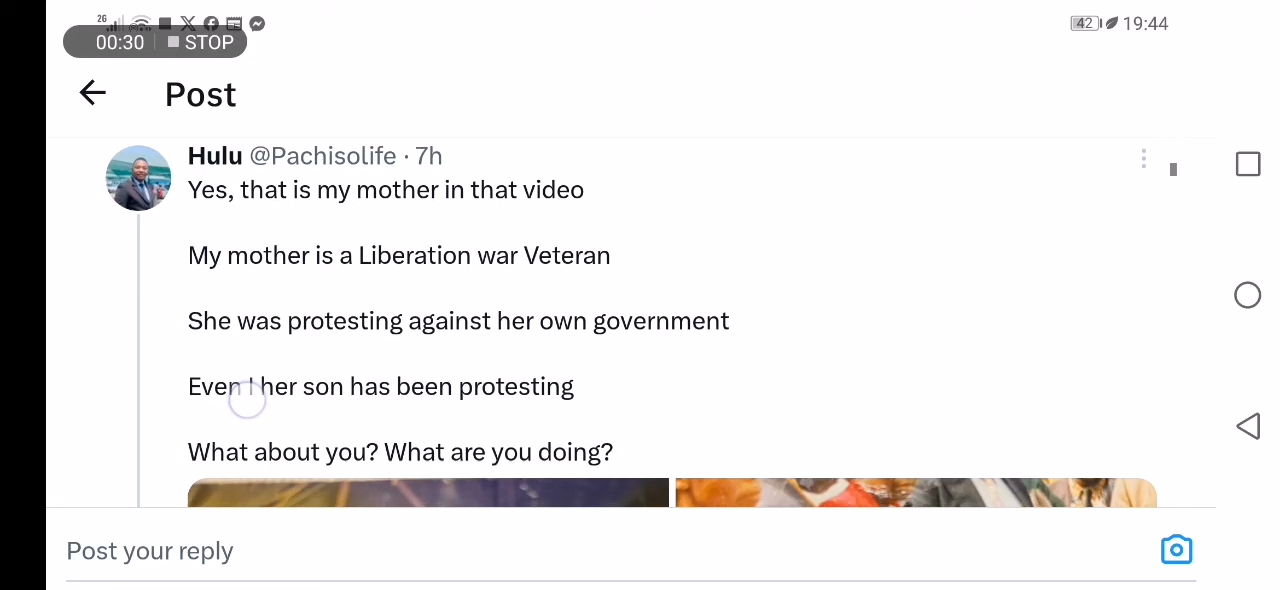 2G
42
19:44
00:30
STOP
Post
Hulu @Pachisolife · 7h
Yes, that is my mother in that video
My mother is a Liberation war Veteran
She was protesting against her own government
Even I her son has been protesting
What about you? What are you doing?
Post your reply